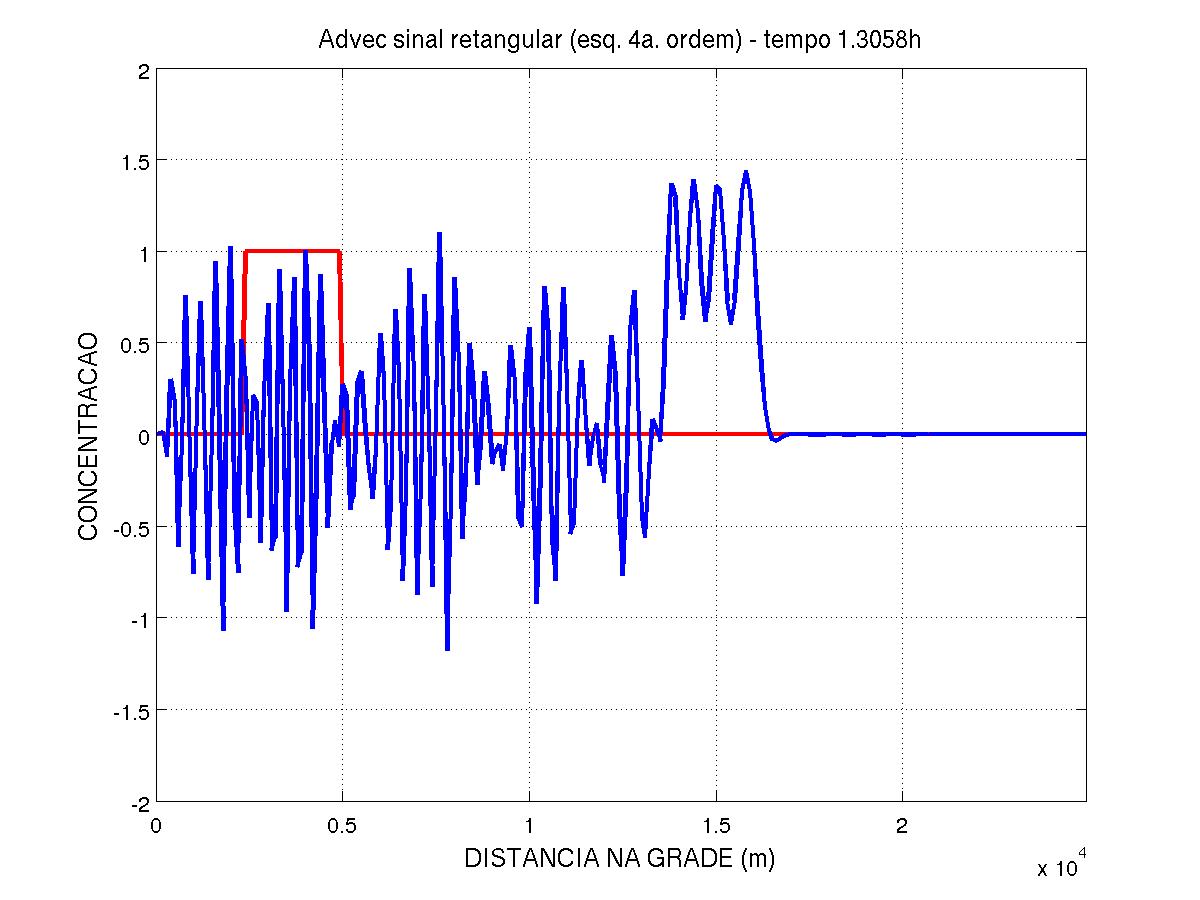 Advec sinal retangular (esq. 4a. ordem) - tempo 1.3058h
2
1.5
1
0.5
0
-0.5
-1
-1.5
-2
CONCENTRACAO
0 0.5 1 1.5 2
DISTANCIA NA GRADE (m)
x 10^4